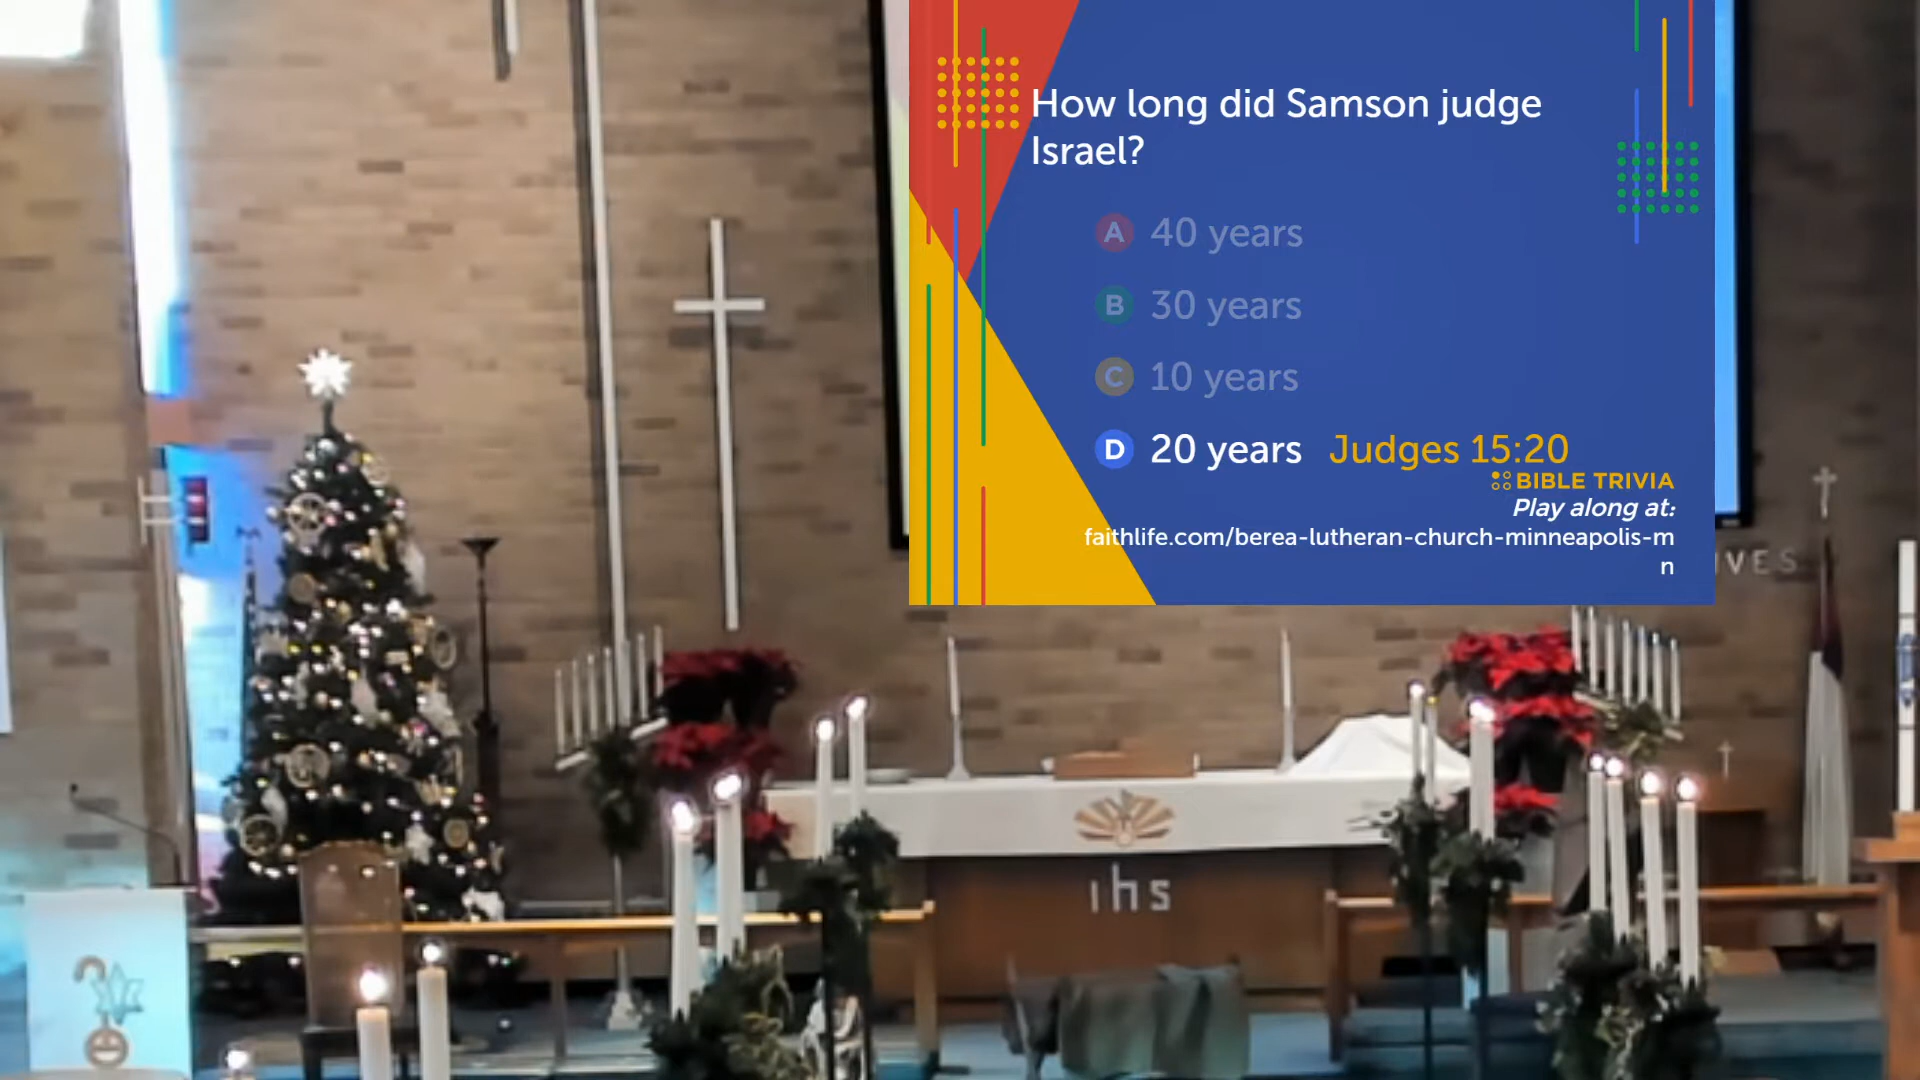 How long did Samson judge
Israel?
A 40 years
B 30 years
C 10 years
D 20 years Judges 15:20
BIBLE TRIVIA
Play along at:
faithlife.com/berea-lutheran-church-minneapolis-m
n
IVES
ihs